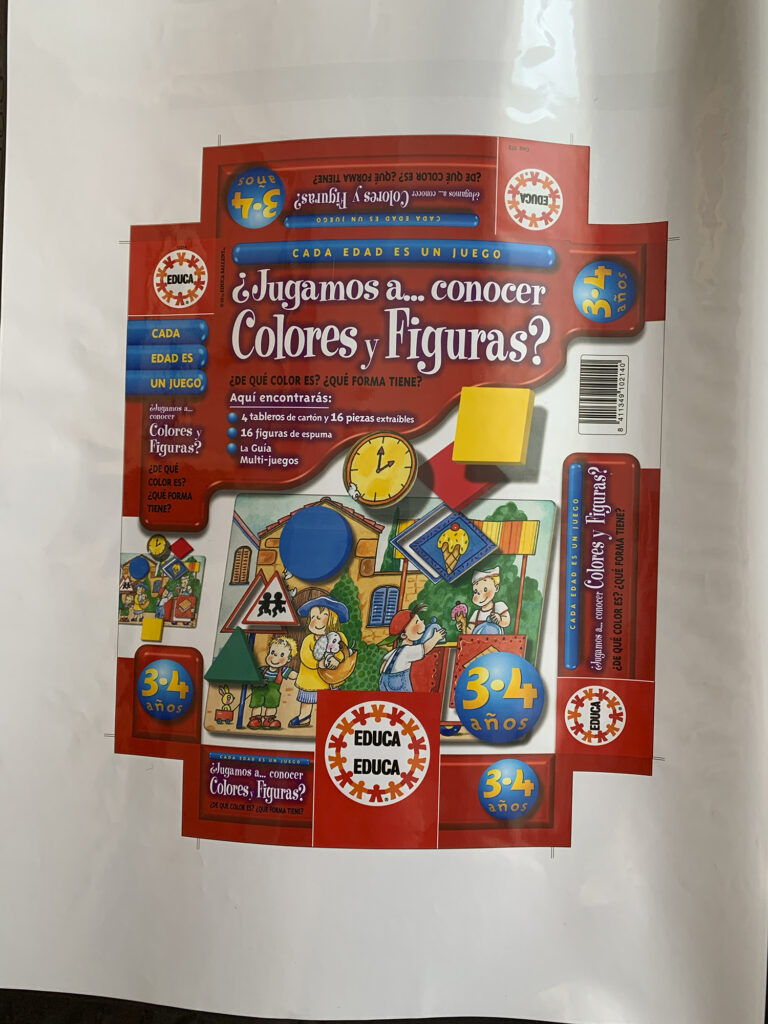 ¿DE QUÉ COLOR ES? ¿QUÉ FORMA TIENE?
¿Jugamos a... conocer
Colores y Figuras?
CADA EDAD ES UN JUEGO
3·4
años
EDUCA
EDUCA
CADA
EDAD ES
UN JUEGO
¿Jugamos a...
conocer
Colores y
Figuras?
¿DE QUÉ
COLOR ES?
¿QUÉ FORMA
TIENE?
3·4
años
CADA EDAD ES UN JUEGO
¿Jugamos a... conocer
Colores y Figuras?
¿DE QUÉ COLOR ES? ¿QUÉ FORMA TIENE?
Aquí encontrarás:
4 tableros de cartón y 16 piezas extraíbles
16 figuras de espuma
La Guía
Multi-juegos
3·4
años
8 411349 102140
CADA EDAD ES UN JUEGO
¿Jugamos a... conocer Colores y Figuras?
¿DE QUÉ COLOR ES? ¿QUÉ FORMA TIENE?
EDUCA
3·4
años
CADA EDAD ES UN JUEGO
¿Jugamos a... conocer
Colores y Figuras?
¿DE QUÉ COLOR ES? ¿QUÉ FORMA TIENE?
EDUCA
EDUCA
3·4
años